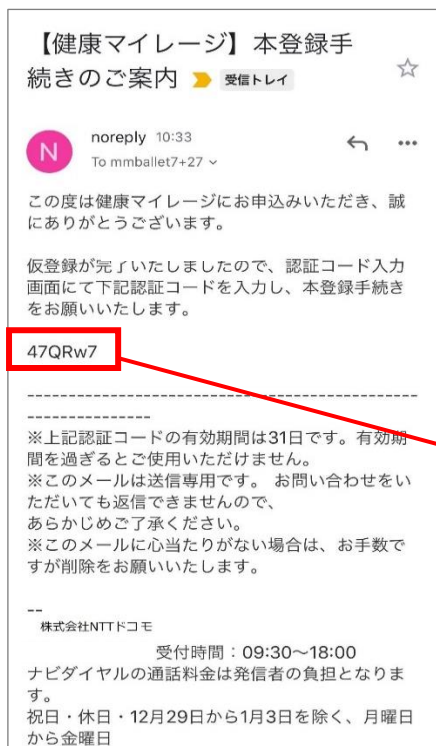 【健康マイレージ】本登録手
続きのご案内 受信トレイ
N
noreply 10:33
To mmballet7+27
この度は健康マイレージにお申込みいただき、誠
にありがとうございます。
仮登録が完了いたしましたので、認証コード入力
画面にて下記認証コードを入力し、本登録手続き
をお願いいたします。
47QRw7
------------------------------------------------
---------------
※上記認証コードの有効期間は31日です。有効期
間を過ぎるとご使用いただけません。
※このメールは送信専用です。 お問い合わせをい
ただいても返信できませんので、
あらかじめご了承ください。
※このメールに心当たりがない場合は、お手数で
すが削除をお願いいたします。
--
株式会社NTTドコモ
受付時間：09:30〜18:00
ナビダイヤルの通話料金は発信者の負担となりま
す。
祝日・休日・12月29日から1月3日を除く、月曜日
から金曜日